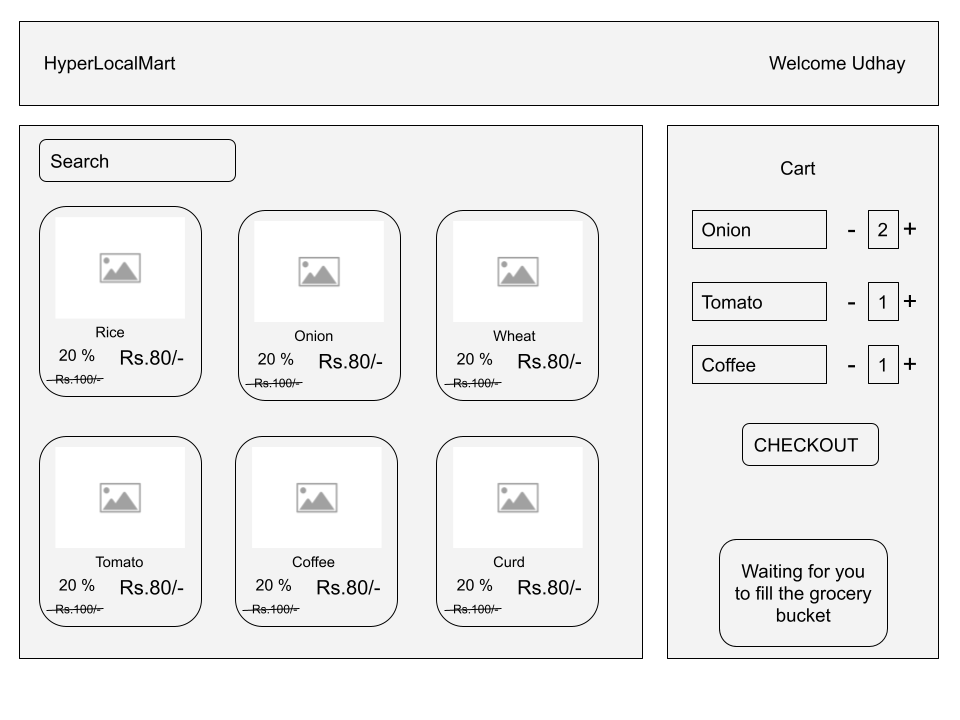 HyperLocalMart
Welcome Udhay
Search
Rice
20 %
Rs.80/-
Rs.100/-
Onion
20 %
Rs.80/-
Rs.100/-
Wheat
20 %
Rs.80/-
Rs.100/-
Tomato
20 %
Rs.80/-
Rs.100/-
Coffee
20 %
Rs.80/-
Rs.100/-
Curd
20 %
Rs.80/-
Rs.100/-
Cart
Onion - 2 +
Tomato - 1 +
Coffee - 1 +
CHECKOUT
Waiting for you
to fill the grocery
bucket